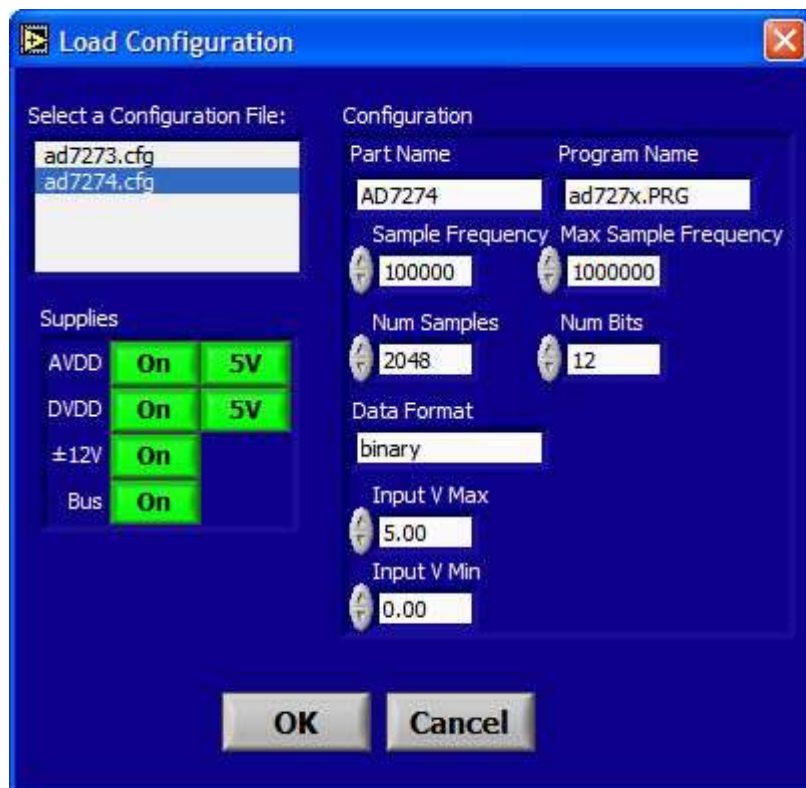 Load Configuration
Select a Configuration File:
ad7273.cfg
ad7274.cfg
Supplies
AVDD On 5V
DVDD On 5V
±12V On
Bus On
Configuration
Part Name Program Name
AD7274 ad727x.PRG
Sample Frequency Max Sample Frequency
100000 1000000
Num Samples Num Bits
2048 12
Data Format
binary
Input V Max
5.00
Input V Min
0.00
OK Cancel